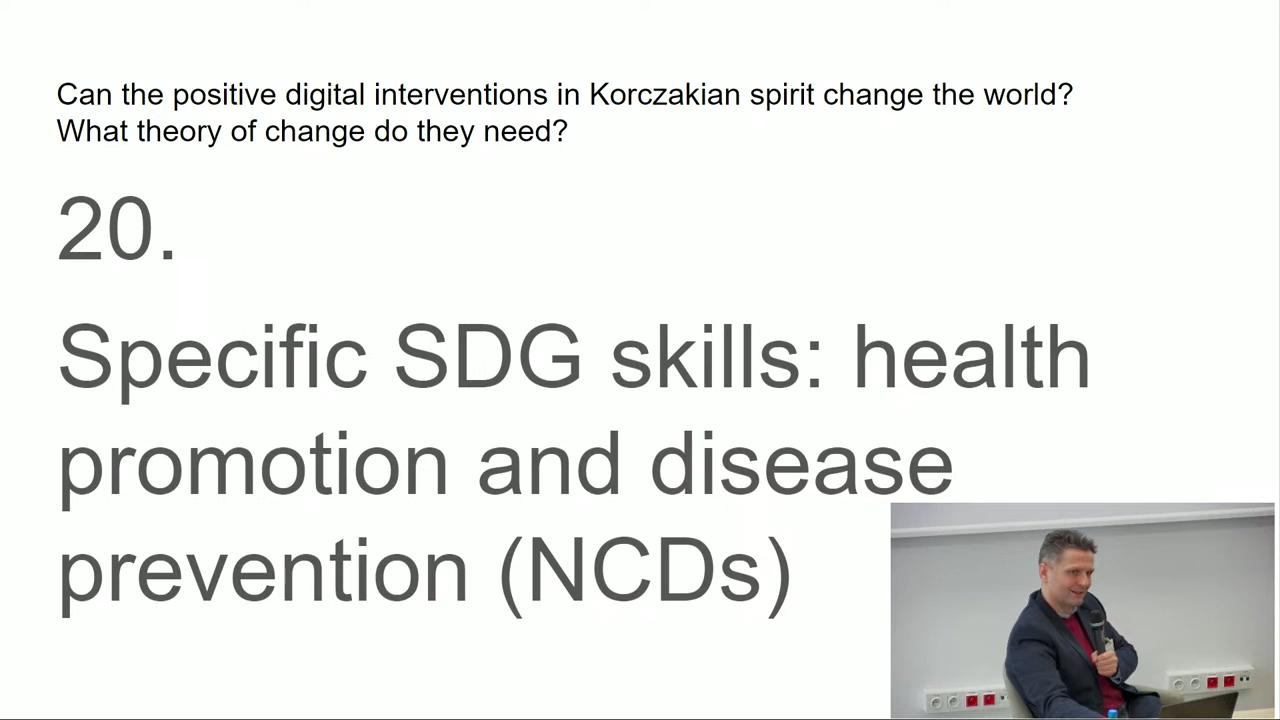 Can the positive digital interventions in Korczakian spirit change the world?
What theory of change do they need?
20.
Specific SDG skills: health
promotion and disease
prevention (NCDs)